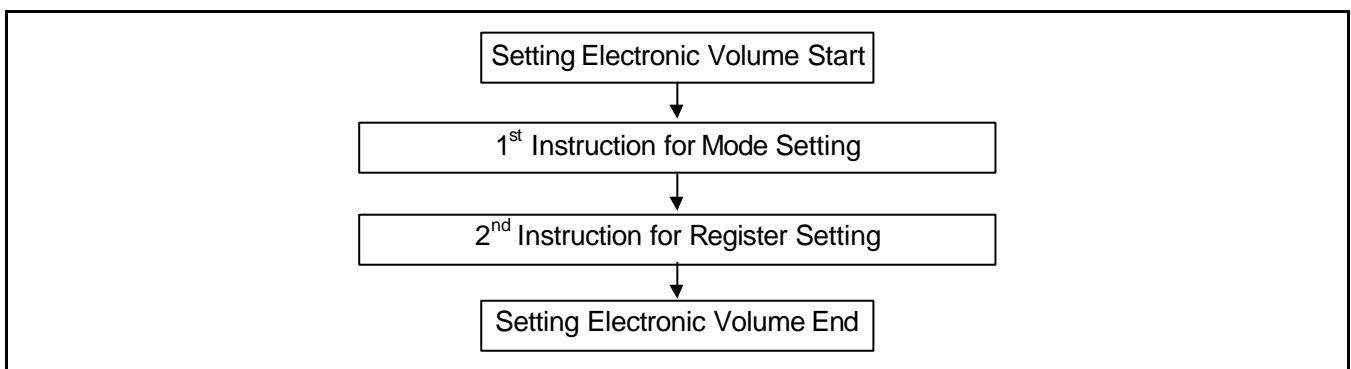 Setting Electronic Volume Start
1st Instruction for Mode Setting
2nd Instruction for Register Setting
Setting Electronic Volume End